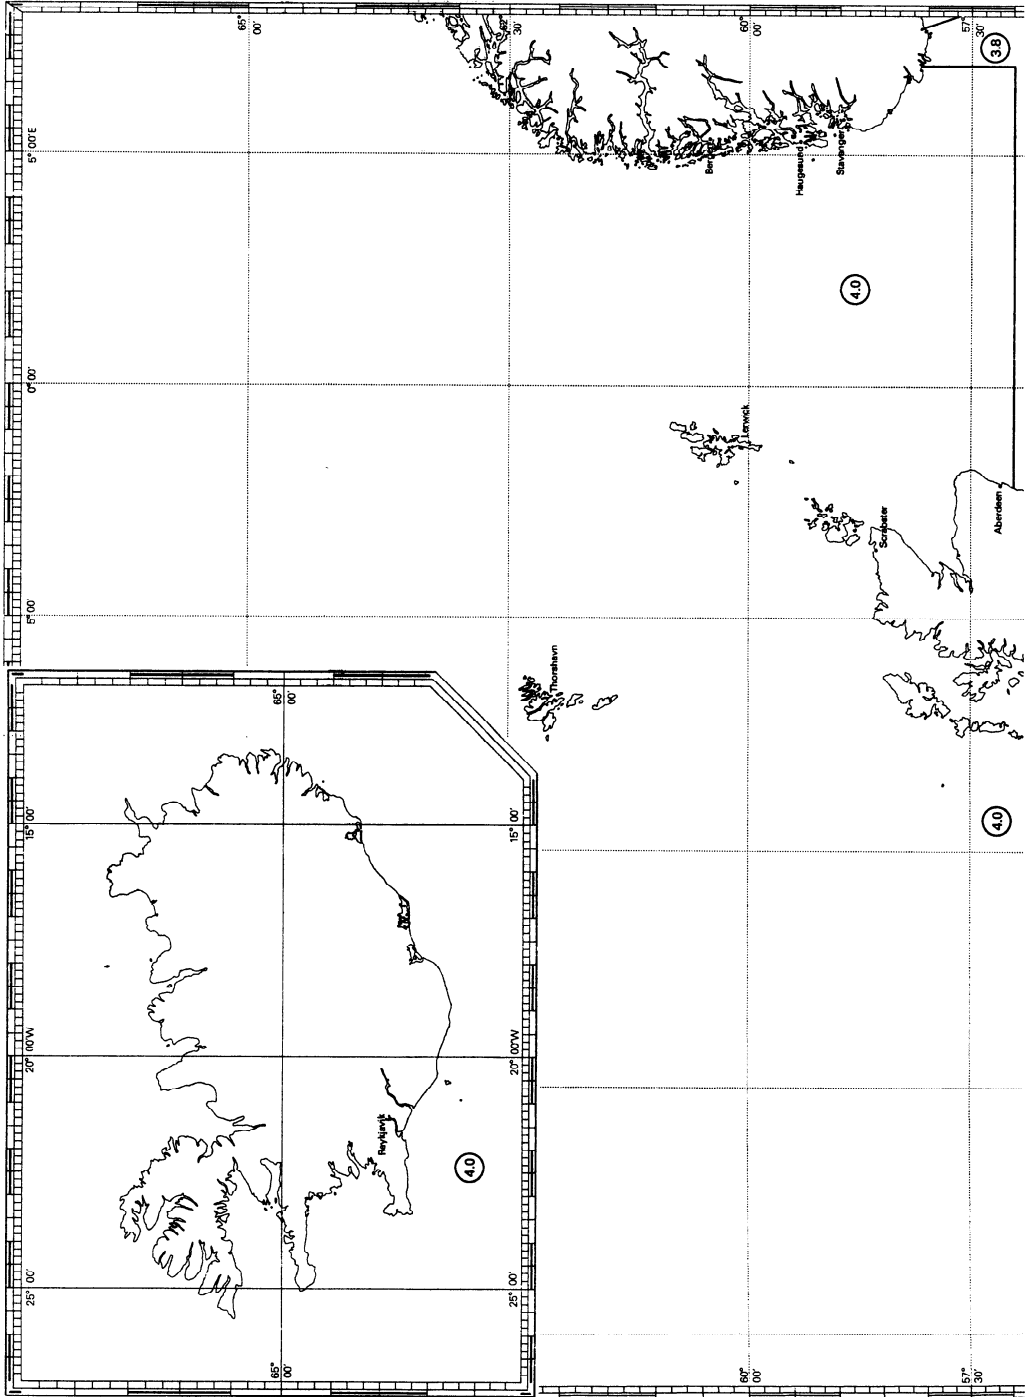 65°
00'
62°
30'
60°
00'
57°
30'
3.8
5° 00'E
Bergen
Haugesund
Stavanger
4.0
0° 00'
Lerwick
Scrabster
Aberdeen
5° 00'
Thorshavn
65°
00'
15° 00'
15° 00'
4.0
20° 00'W
20° 00'W
Reykjavik
4.0
25° 00'
25° 00'
65°
00'
60°
00'
57°
30'